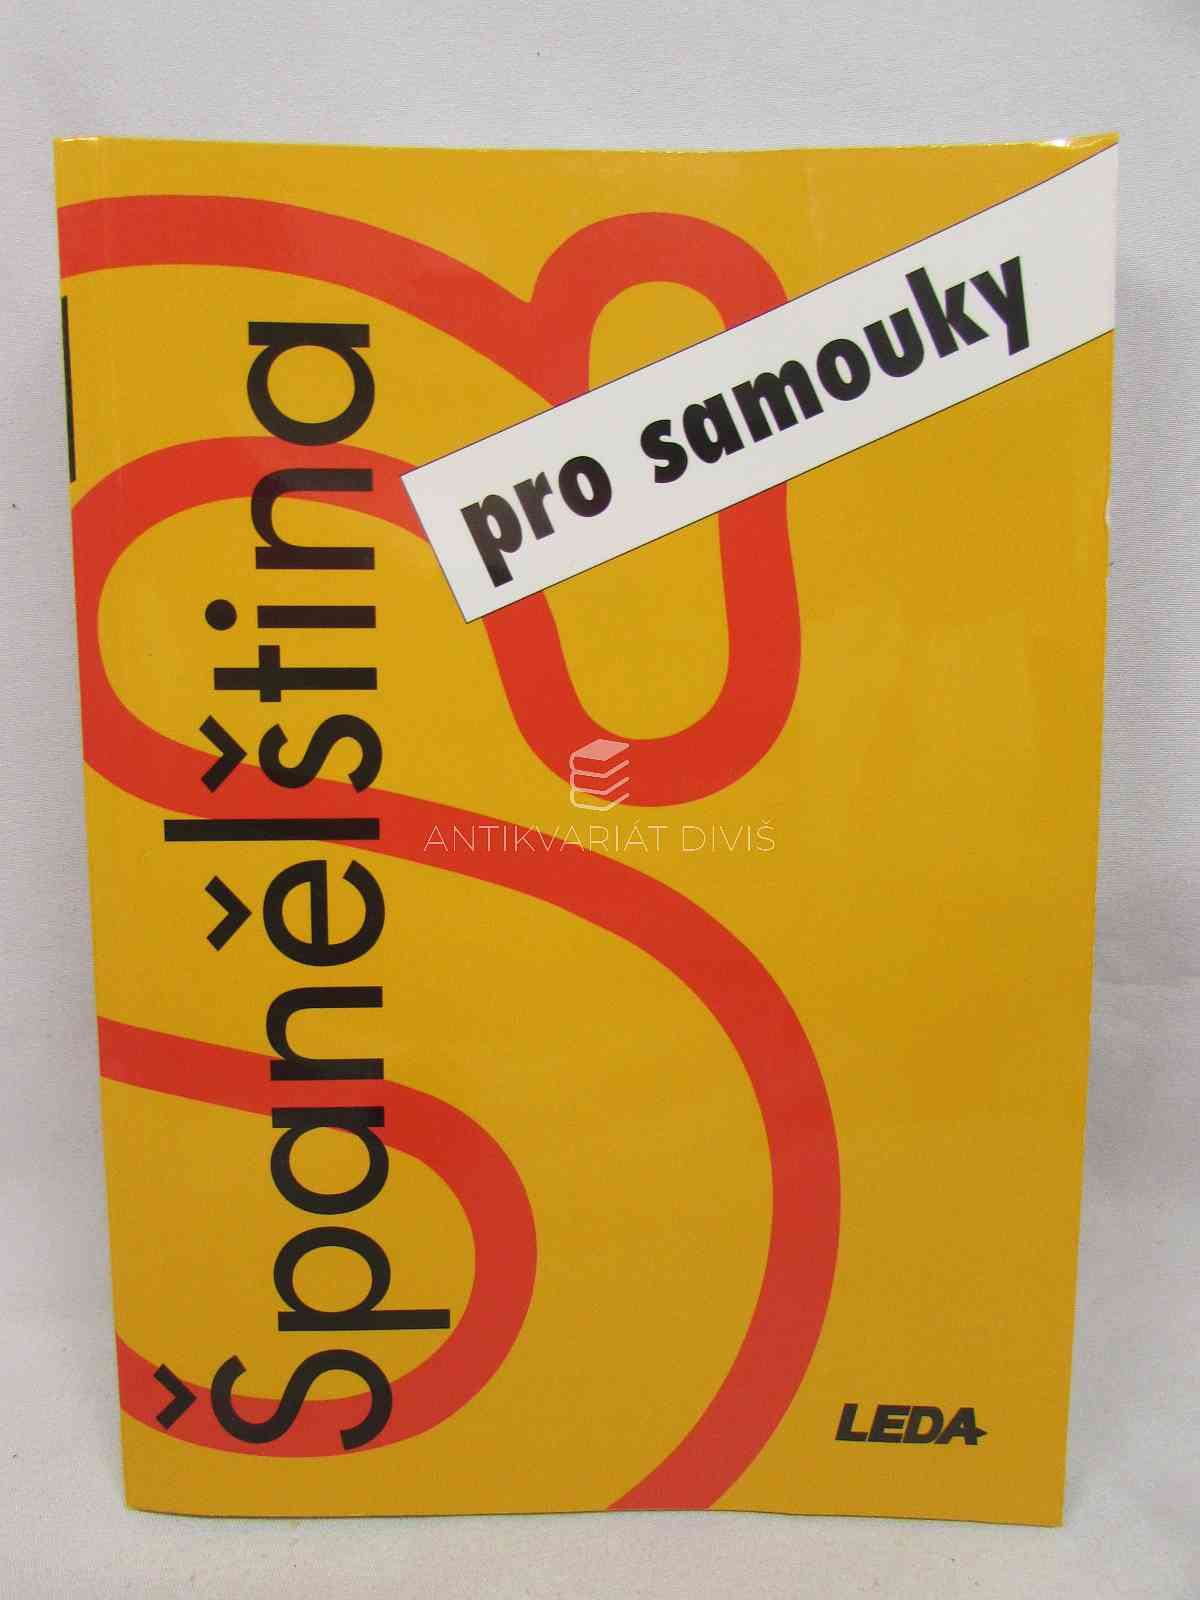 Španělština
pro samouky
ANTIKVARIÁT DIVIŠ
LEDA